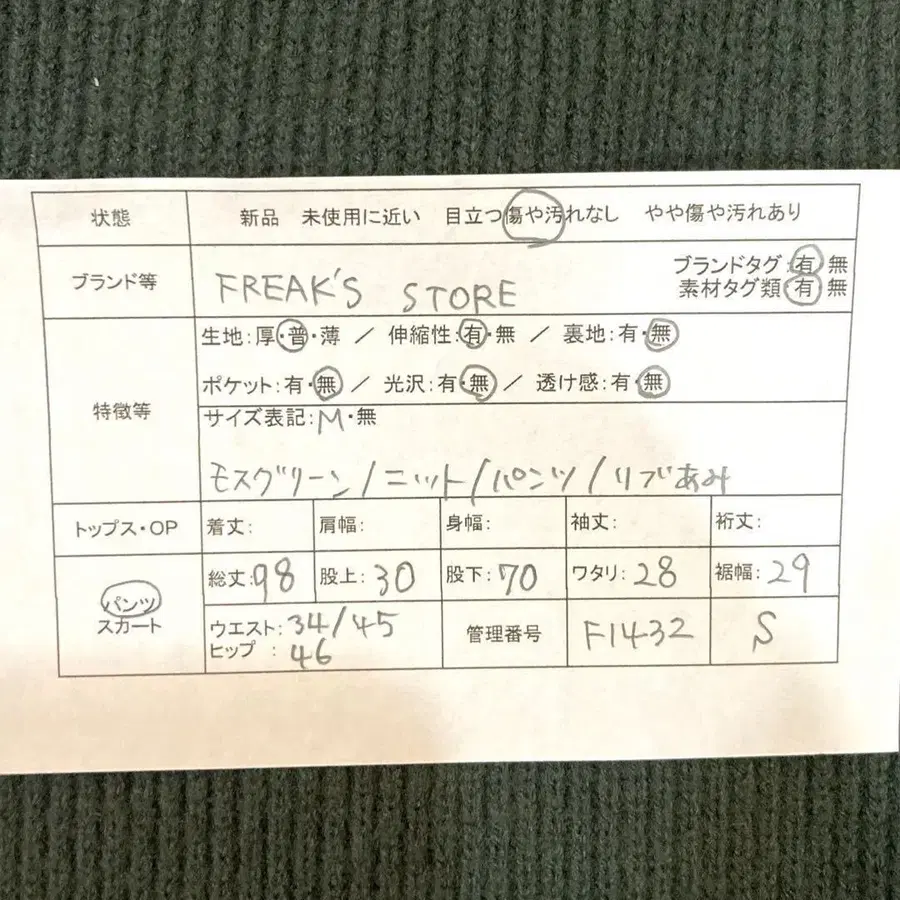 状態 新品 未使用に近い 目立つ傷や汚れなし やや傷や汚れあり
ブランド等 FREAK'S STORE ブランドタグ:有・無
素材タグ類:有・無
特徴等 生地:厚・普・薄 / 伸縮性:有・無 / 裏地:有・無
ポケット:有・無 / 光沢:有・無 / 透け感:有・無
サイズ表記:M・無
モスグリーン/ニット/パンツ/リブあみ
トップス・OP 着丈: 肩幅: 身幅: 袖丈: 裄丈:
パンツ 総丈:98 股上:30 股下:70 ワタリ:28 裾幅:29
スカート ウエスト:34/45 管理番号 F1432 S
ヒップ:46